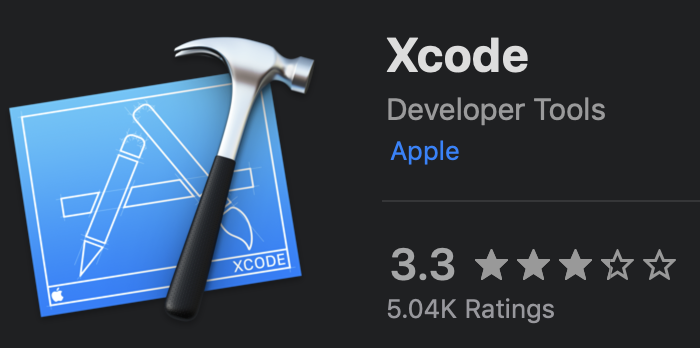 Xcode
Developer Tools
Apple
XCODE
3.3
5.04K Ratings